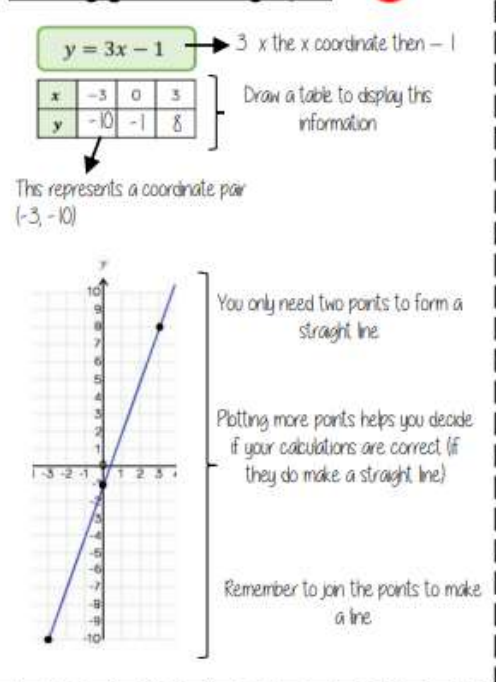 y = 3x − 1
3 x the x coordinate then − 1
x -3 0 3
y -10 -1 8
Draw a table to display this
information
This represents a coordinate pair
(-3, -10)
y
10
9
8
7
6
5
4
3
2
1
-3 -2 -1 1 2 3
-3
-4
-5
-6
-7
-8
-9
-10
You only need two points to form a
straight line
Plotting more points helps you decide
if your calculations are correct (if
they do make a straight line)
Remember to join the points to make
a line